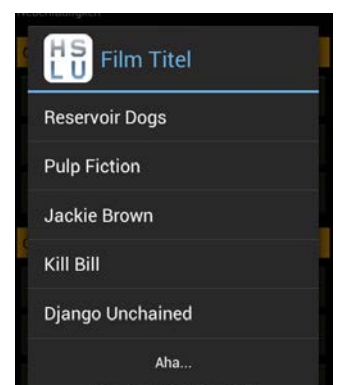 HS
LU
Film Titel
Reservoir Dogs
Pulp Fiction
Jackie Brown
Kill Bill
Django Unchained
Aha...